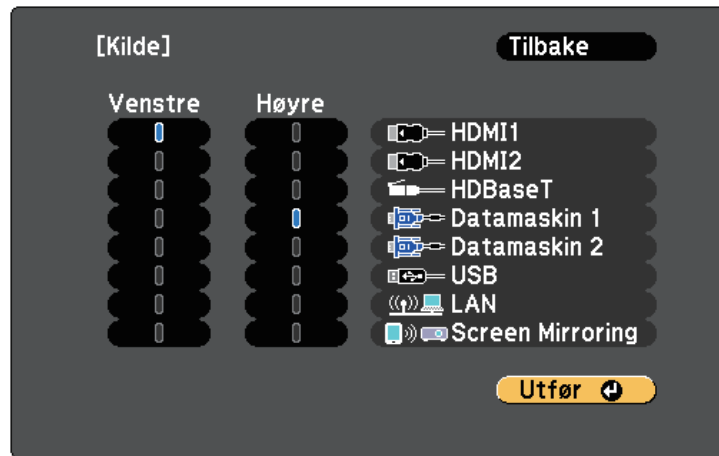 [Kilde]
Tilbake
Venstre
Høyre
HDMI1
HDMI2
HDBaseT
Datamaskin 1
Datamaskin 2
USB
LAN
Screen Mirroring
Utfør